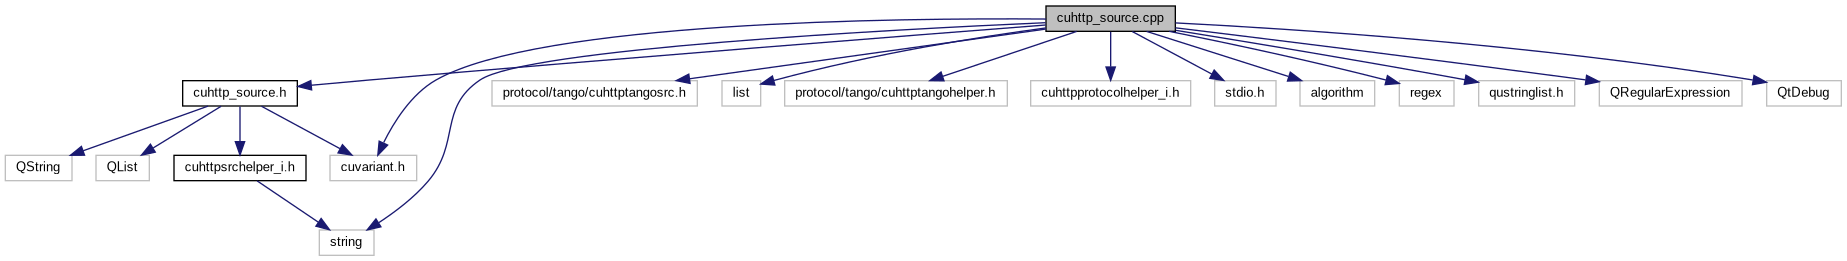 cuhttp_source.cpp
cuhttp_source.h
protocol/tango/cuhttptangosrc.h
list
protocol/tango/cuhttptangohelper.h
cuhttpprotocolhelper_i.h
stdio.h
algorithm
regex
qustringlist.h
QRegularExpression
QtDebug
QString
QList
cuhttpsrchelper_i.h
cuvariant.h
string